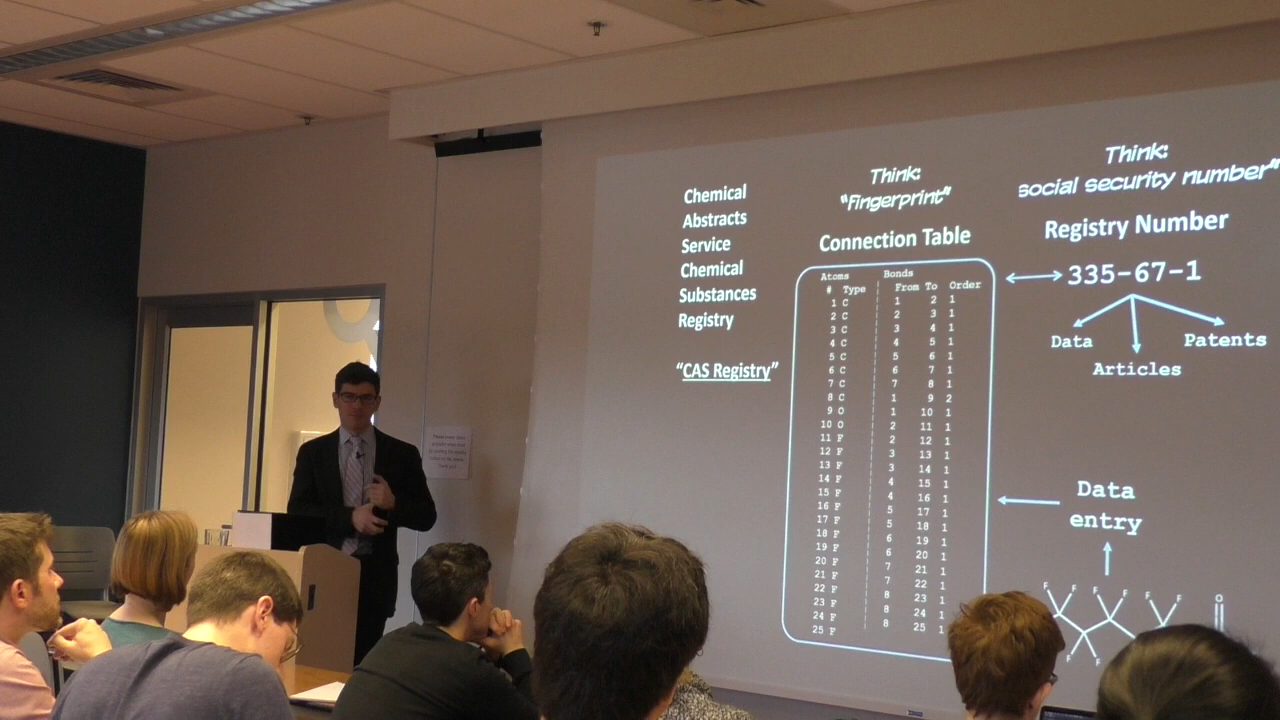 Chemical
Abstracts
Service
Chemical
Substances
Registry
"CAS Registry"
Think:
"fingerprint"
Connection Table
Atoms Bonds
# Type From To Order
1 C 1 2 1
2 C 2 3 1
3 C 3 4 1
4 C 4 5 1
5 C 5 6 1
6 C 6 7 1
7 C 7 8 1
8 C 1 9 2
9 O 1 10 1
10 O 2 11 1
11 F 2 12 1
12 F 3 13 1
13 F 3 14 1
14 F 4 15 1
15 F 4 16 1
16 F 5 17 1
17 F 5 18 1
18 F 6 19 1
19 F 6 20 1
20 F 7 21 1
21 F 7 22 1
22 F 8 23 1
23 F 8 24 1
24 F 8 25 1
25 F
Think:
social security number"
Registry Number
335-67-1
Data
Articles
Patents
Data
entry
F F F F F F O
F F